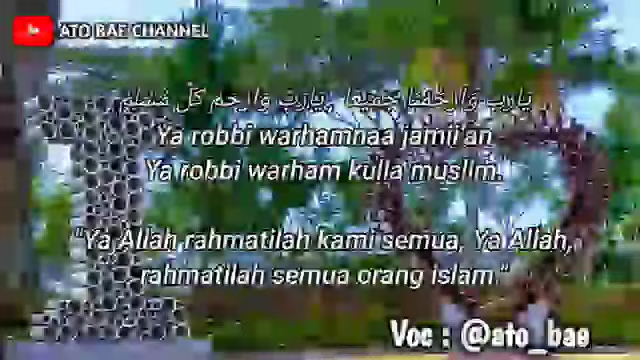 ATO BAE CHANNEL
يارب وارحمنا جميعا , يارب وارحم كل مسلم
Ya robbi warhamnaa jamii'an
Ya robbi warham kulla muslim.
"Ya Allah, rahmatilah kami semua, Ya Allah,
rahmatilah semua orang islam"
Voc : @ato_bae